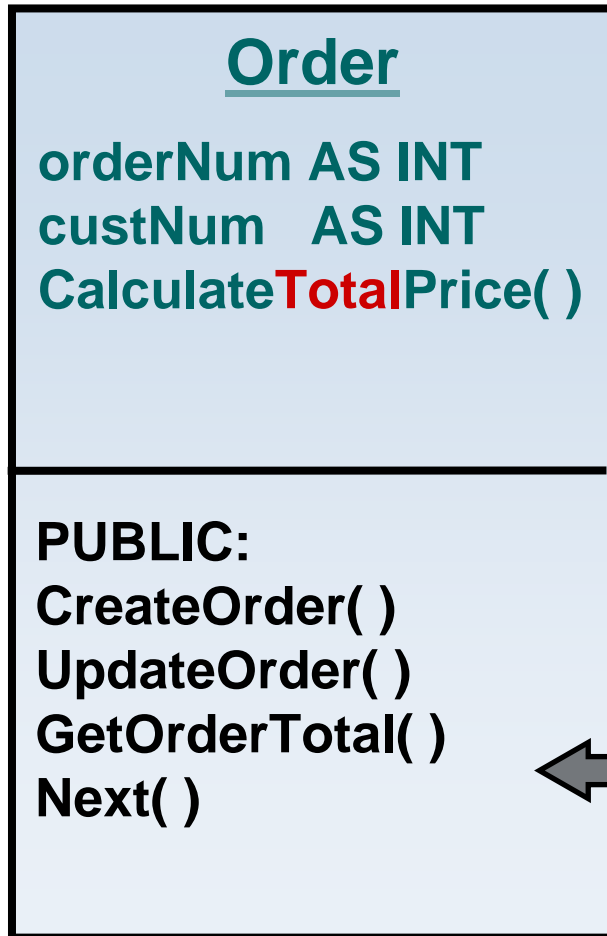 Order
orderNum AS INT
custNum AS INT
CalculateTotalPrice( )
PUBLIC:
CreateOrder( )
UpdateOrder( )
GetOrderTotal( )
Next( )